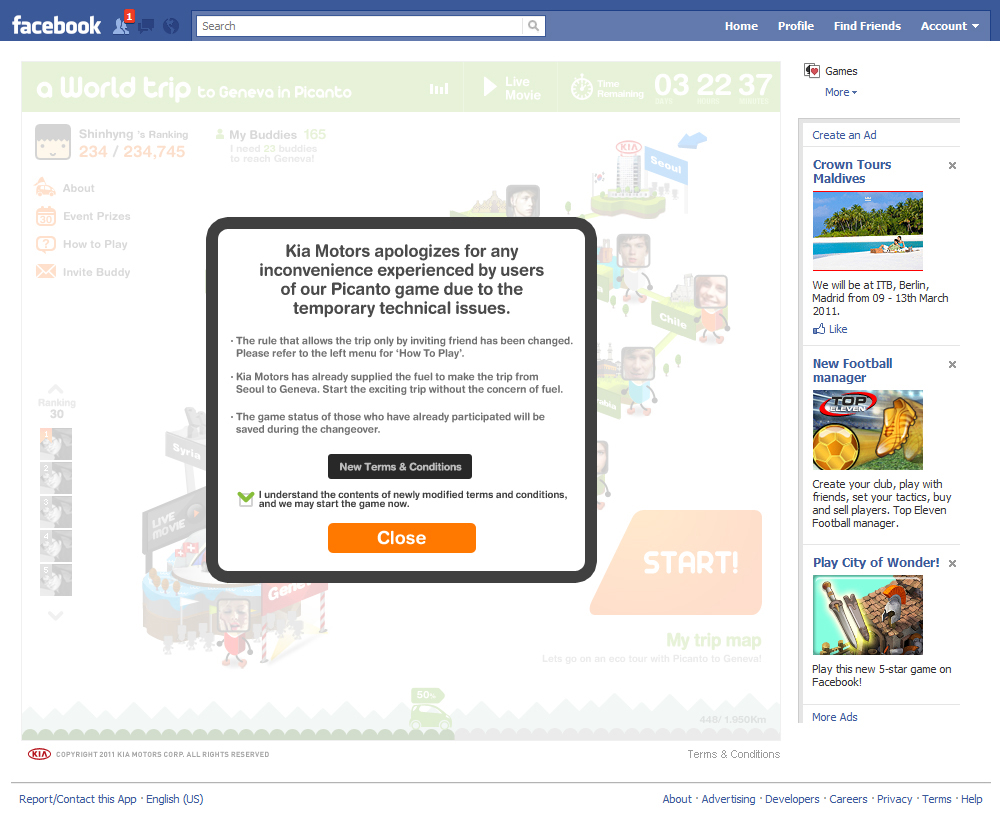 facebook
1
Search
Home
Profile
Find Friends
Account
a World trip to Geneva in Picanto
Live
Movie
Time
Remaining
03 22 37
Shinhyng 's Ranking
234 / 234,745
My Buddies 165
I need 23 buddies
to reach Geneva!
About
30
Event Prizes
How to Play
Invite Buddy
KIA
Seoul
Chile
Syria
LIVE
MOVIE
Geneva
Ranking
30
1
2
3
4
5
Kia Motors apologizes for any
inconvenience experienced by users
of our Picanto game due to the
temporary technical issues.
· The rule that allows the trip only by inviting friend has been changed.
Please refer to the left menu for 'How To Play'.
· Kia Motors has already supplied the fuel to make the trip from
Seoul to Geneva. Start the exciting trip without the concern of fuel.
· The game status of those who have already participated will be
saved during the changeover.
New Terms & Conditions
I understand the contents of newly modified terms and conditions,
and we may start the game now.
Close
START!
My trip map
Lets go on an eco tour with Picanto to Geneva!
50%
448/ 1,950Km
KIA COPYRIGHT 2011 KIA MOTORS CORP. ALL RIGHTS RESERVED
Terms & Conditions
Games
More
Create an Ad
Crown Tours
Maldives
We will be at ITB, Berlin,
Madrid from 09 - 13th March
2011.
Like
New Football
manager
TOP
ELEVEN
Create your club, play with
friends, set your tactics, buy
and sell players. Top Eleven
Football manager.
Play City of Wonder!
Play this new 5-star game on
Facebook!
More Ads
Report/Contact this App · English (US)
About · Advertising · Developers · Careers · Privacy · Terms · Help